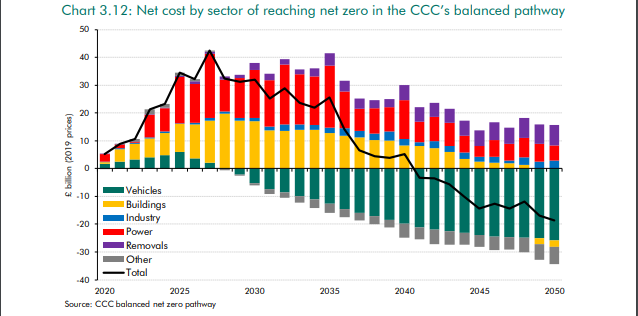 Chart 3.12: Net cost by sector of reaching net zero in the CCC's balanced pathway
50
40
30
20
10
0
-10
-20
-30
-40
£ billion (2019 prices)
Vehicles
Buildings
Industry
Power
Removals
Other
Total
2020 2025 2030 2035 2040 2045 2050
Source: CCC balanced net zero pathway